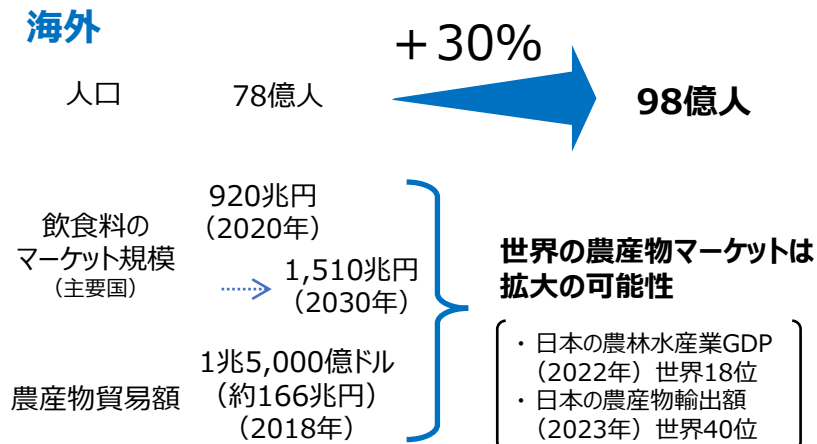 海外
＋30%
人口
78億人
98億人
飲食料の
マーケット規模
（主要国）
920兆円
（2020年）
1,510兆円
（2030年）
農産物貿易額
1兆5,000億ドル
（約166兆円）
（2018年）
世界の農産物マーケットは
拡大の可能性
・日本の農林水産業GDP
（2022年）世界18位
・日本の農産物輸出額
（2023年）世界40位